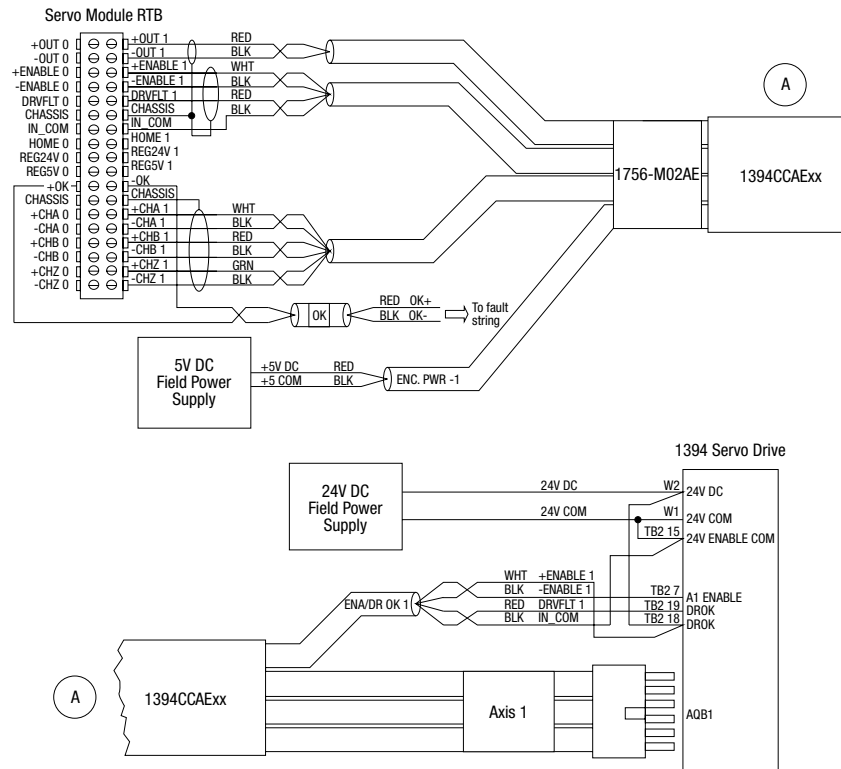 Servo Module RTB
+OUT 0 +OUT 1 RED
-OUT 0 -OUT 1 BLK
+ENABLE 0 +ENABLE 1 WHT
-ENABLE 0 -ENABLE 1 BLK
DRVFLT 0 DRVFLT 1 RED
CHASSIS CHASSIS BLK
IN_COM IN_COM
HOME 0 HOME 1
REG24V 0 REG24V 1
REG5V 0 REG5V 1
+OK -OK
CHASSIS CHASSIS
+CHA 0 +CHA 1 WHT
-CHA 0 -CHA 1 BLK
+CHB 0 +CHB 1 RED
-CHB 0 -CHB 1 BLK
+CHZ 0 +CHZ 1 GRN
-CHZ 0 -CHZ 1 BLK
A
1756-M02AE
1394CCAExx
OK
RED OK+
BLK OK-
To fault
string
5V DC
Field Power
Supply
+5V DC RED
+5 COM BLK
ENC. PWR -1
1394 Servo Drive
24V DC
Field Power
Supply
24V DC W2 24V DC
24V COM W1 24V COM
TB2 15 24V ENABLE COM
ENA/DR OK 1
WHT +ENABLE 1
BLK -ENABLE 1 TB2 7 A1 ENABLE
RED DRVFLT 1 TB2 19 DROK
BLK IN_COM TB2 18 DROK
A
1394CCAExx
Axis 1
AQB1